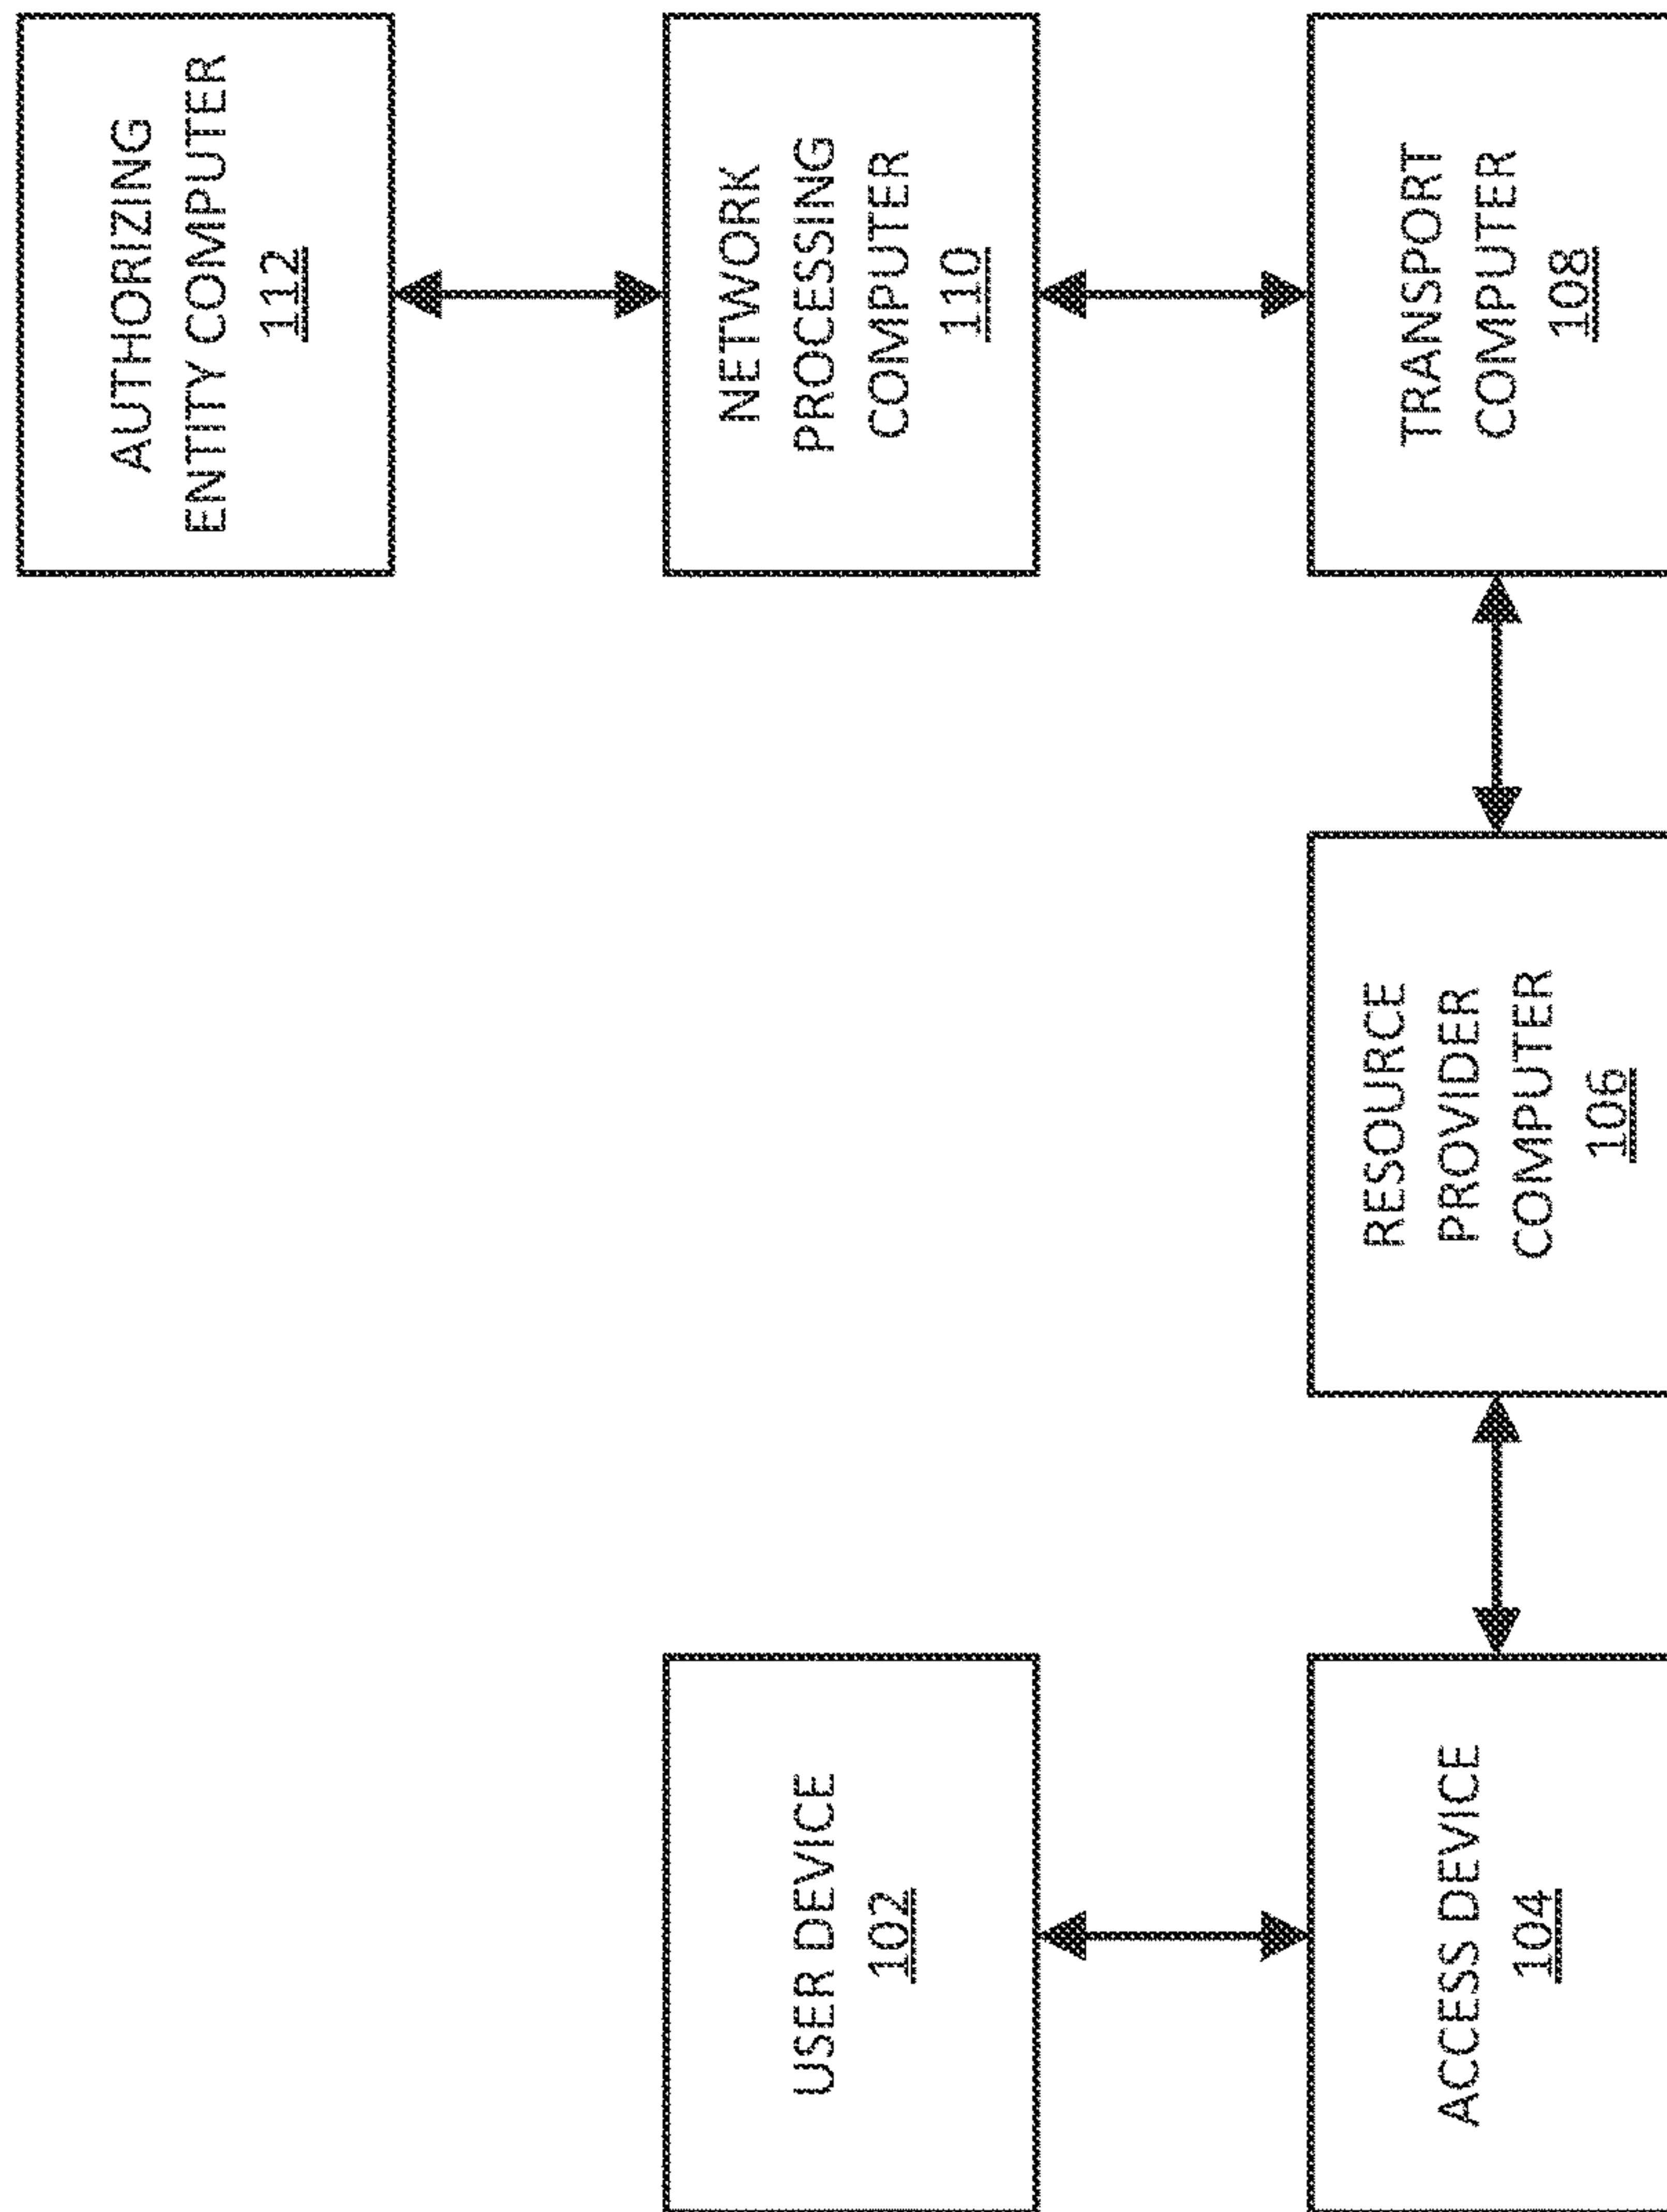 AUTHORIZING
ENTITY COMPUTER
112
NETWORK
PROCESSING
COMPUTER
110
USER DEVICE
102
TRANSPORT
COMPUTER
108
RESOURCE
PROVIDER
COMPUTER
106
ACCESS DEVICE
104